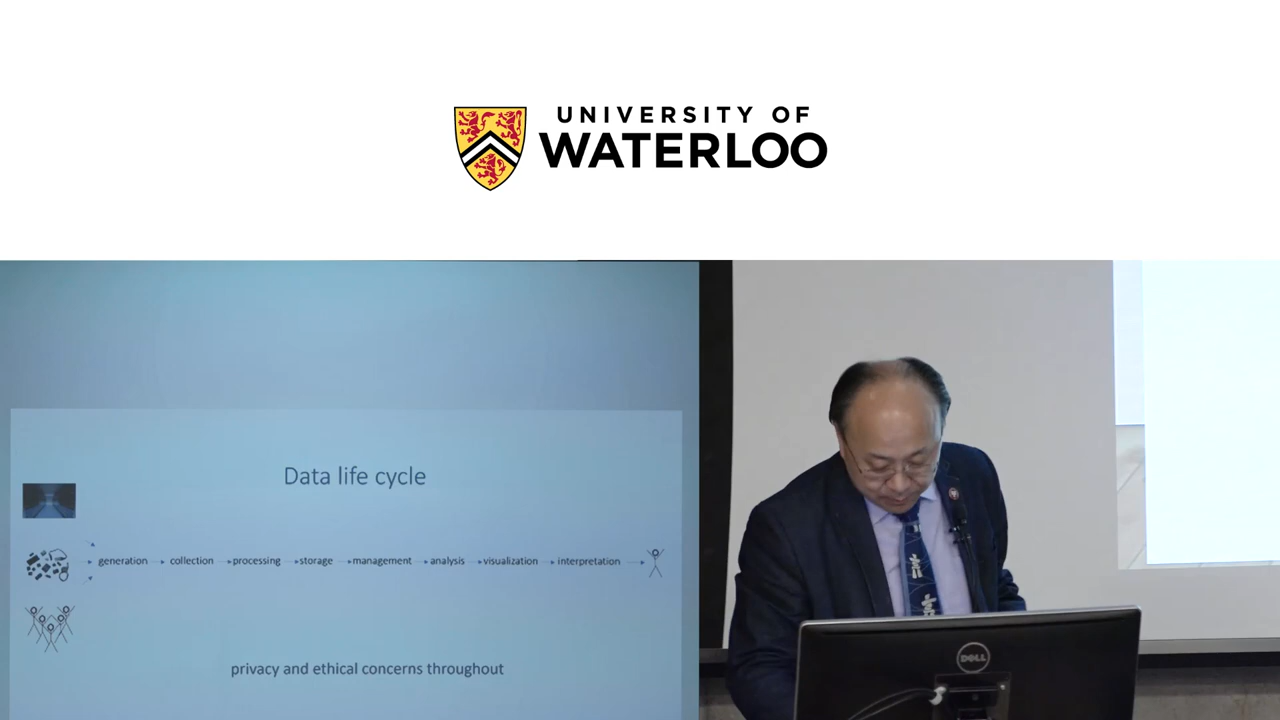 UNIVERSITY OF
WATERLOO
Data life cycle
generation collection processing storage management analysis visualization interpretation
privacy and ethical concerns throughout
DELL